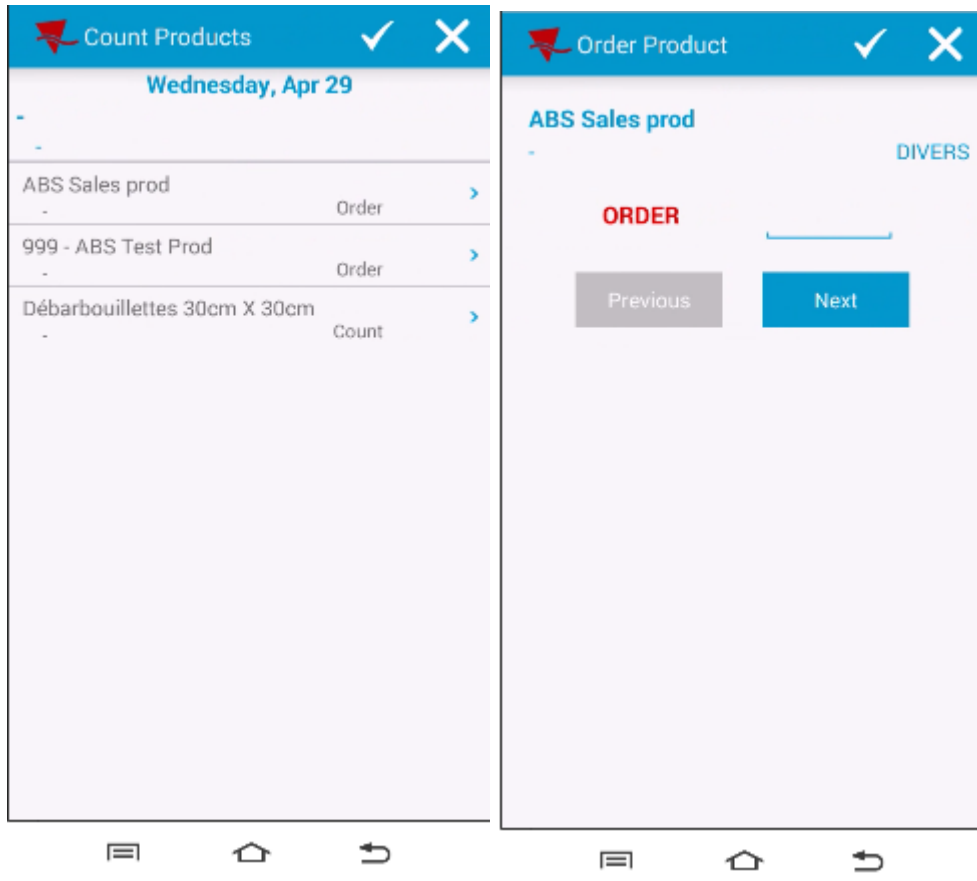 Count Products
Wednesday, Apr 29
-
-
ABS Sales prod
- Order
999 - ABS Test Prod
- Order
Débarbouillettes 30cm X 30cm
- Count
Order Product
ABS Sales prod
- DIVERS
ORDER
Previous Next